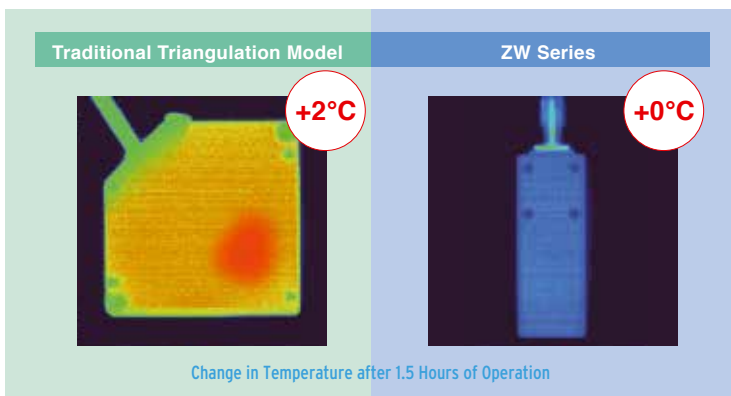 Traditional Triangulation Model
ZW Series
+2°C
+0°C
Change in Temperature after 1.5 Hours of Operation